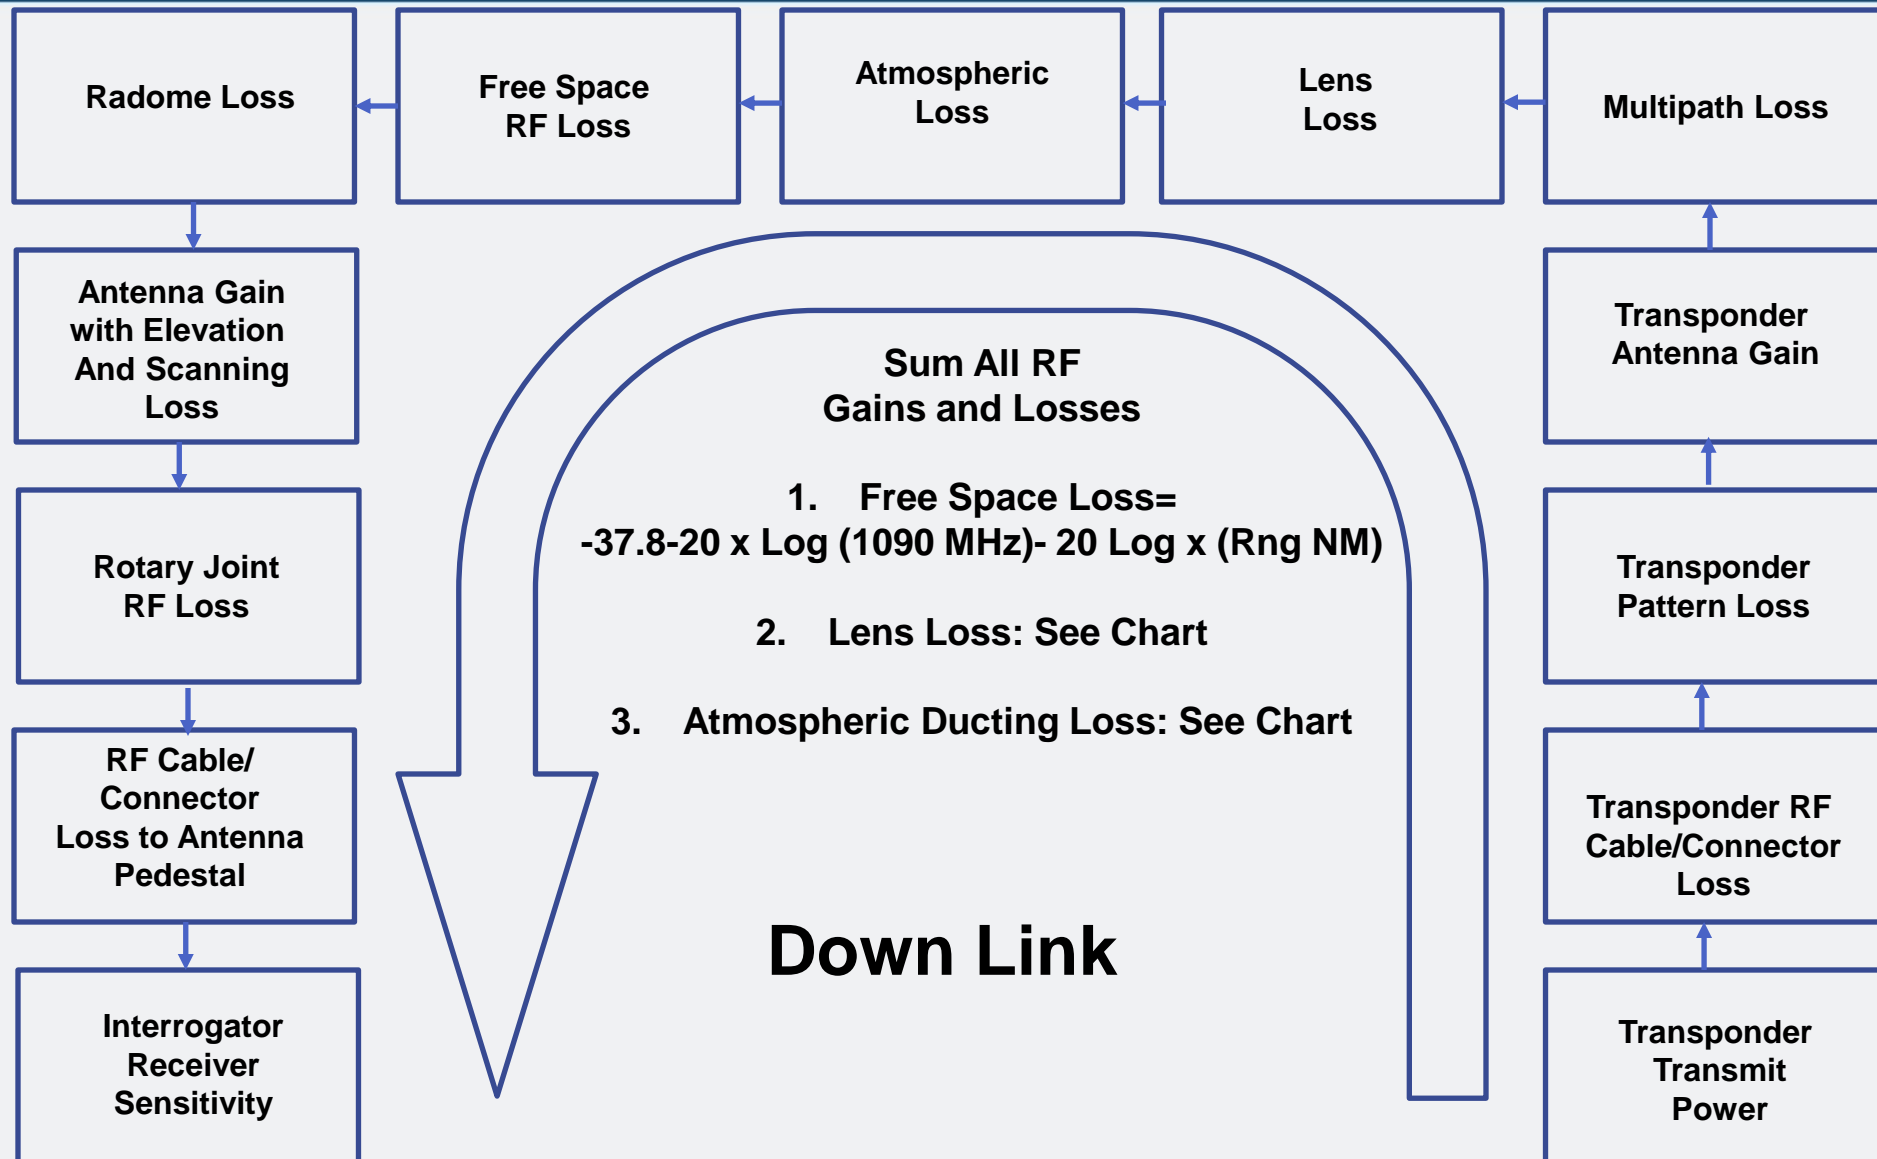 Radome Loss
Free Space
RF Loss
Atmospheric
Loss
Lens
Loss
Multipath Loss
Antenna Gain
with Elevation
And Scanning
Loss
Transponder
Antenna Gain
Sum All RF
Gains and Losses
1. Free Space Loss=
-37.8-20 x Log (1090 MHz)- 20 Log x (Rng NM)
2. Lens Loss: See Chart
3. Atmospheric Ducting Loss: See Chart
Rotary Joint
RF Loss
Transponder
Pattern Loss
RF Cable/
Connector
Loss to Antenna
Pedestal
Transponder RF
Cable/Connector
Loss
Down Link
Interrogator
Receiver
Sensitivity
Transponder
Transmit
Power